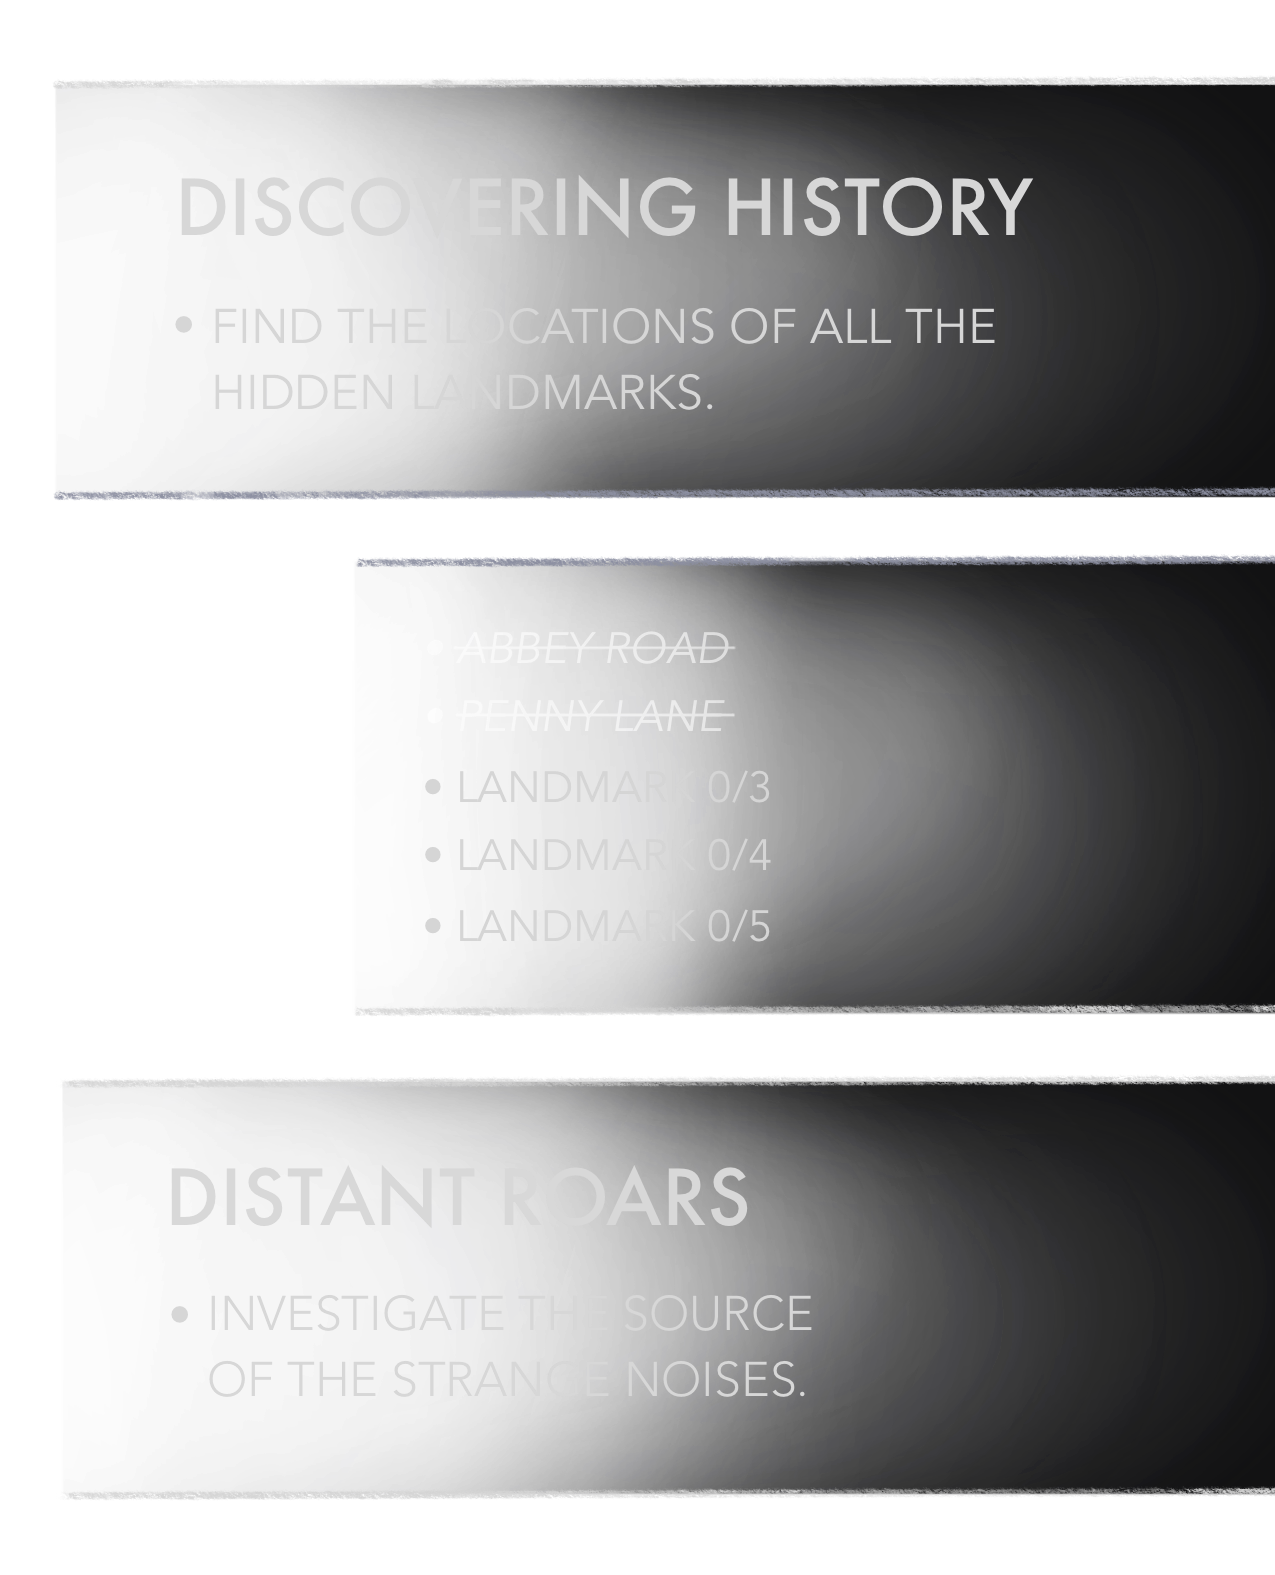 DISCOVERING HISTORY
• FIND THE LOCATIONS OF ALL THE
HIDDEN LANDMARKS.
• ABBEY ROAD
• PENNY LANE
• LANDMARK 0/3
• LANDMARK 0/4
• LANDMARK 0/5
DISTANT ROARS
• INVESTIGATE THE SOURCE
OF THE STRANGE NOISES.